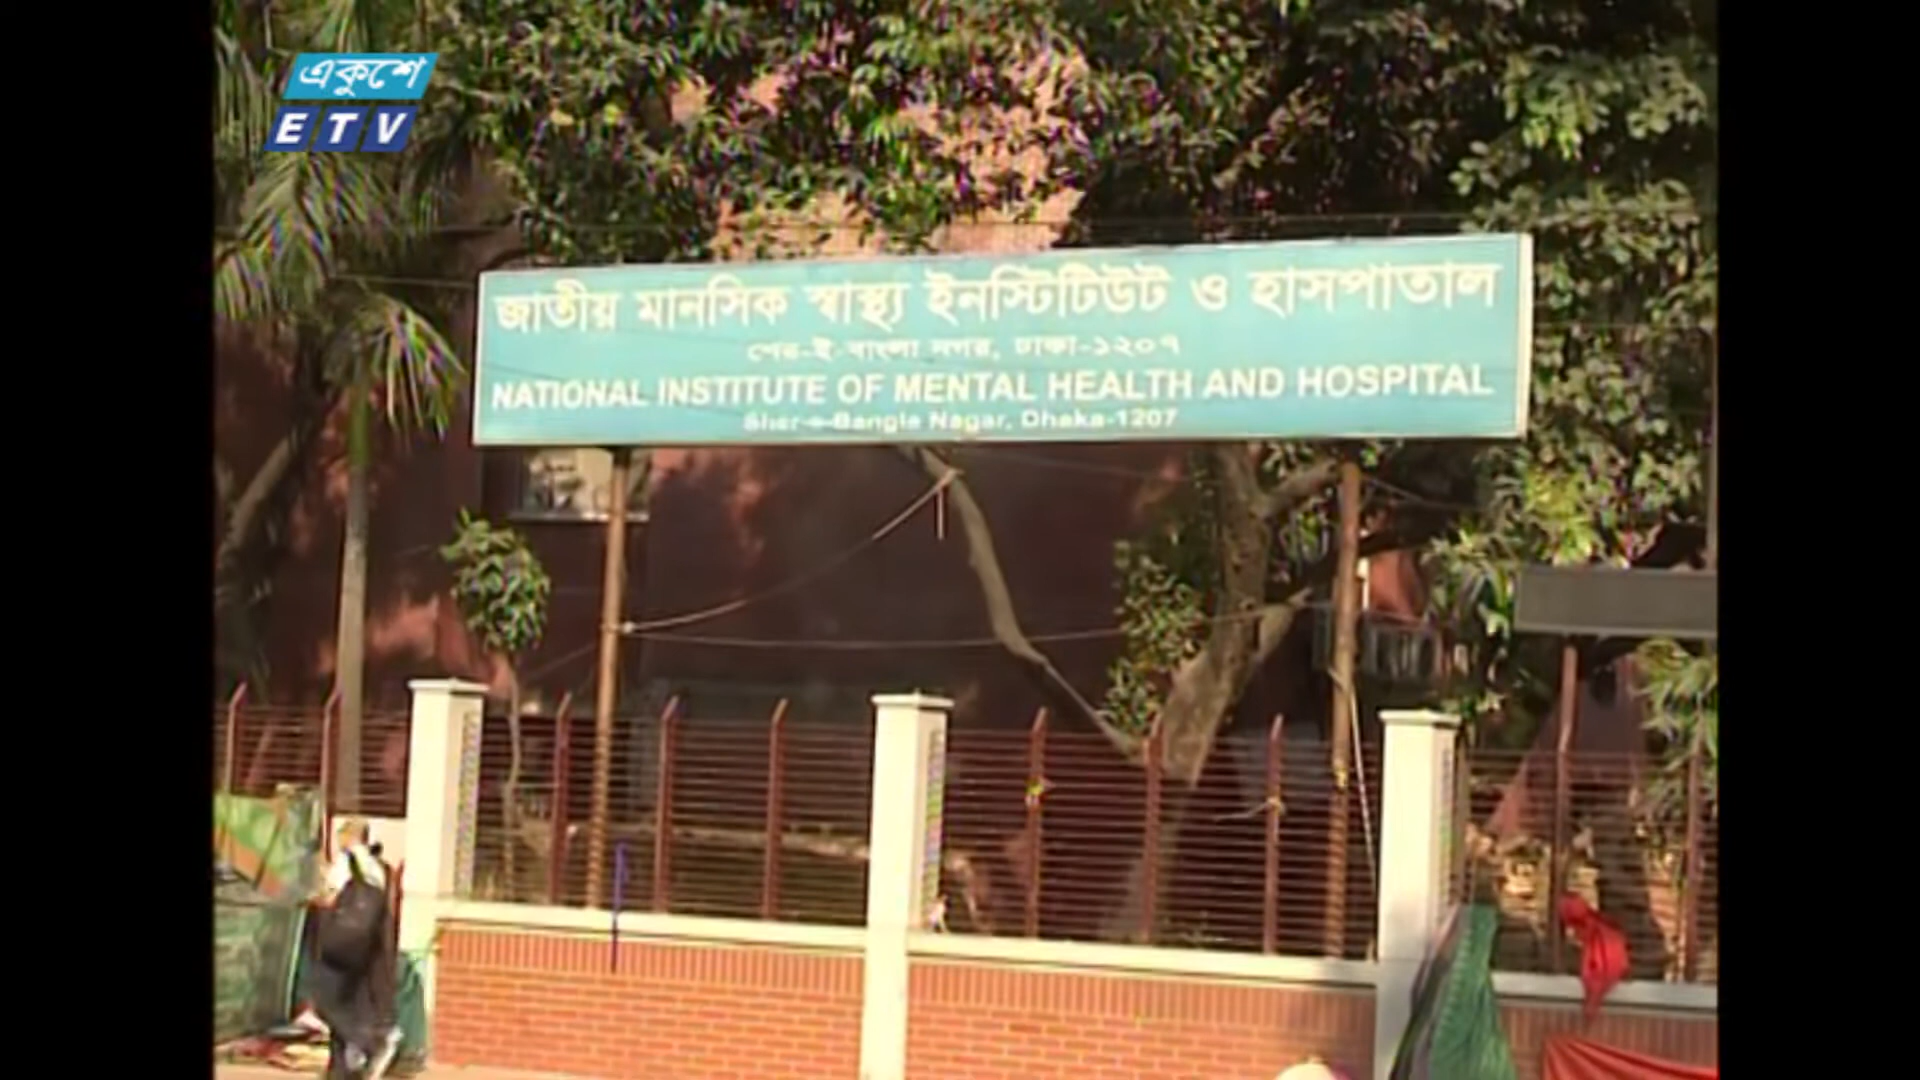 একুশে
ETV
জাতীয় মানসিক স্বাস্থ্য ইনস্টিটিউট ও হাসপাতাল
শের-ই-বাংলা নগর, ঢাকা-১২০৭
NATIONAL INSTITUTE OF MENTAL HEALTH AND HOSPITAL
Sher-e-Bangla Nagar, Dhaka-1207